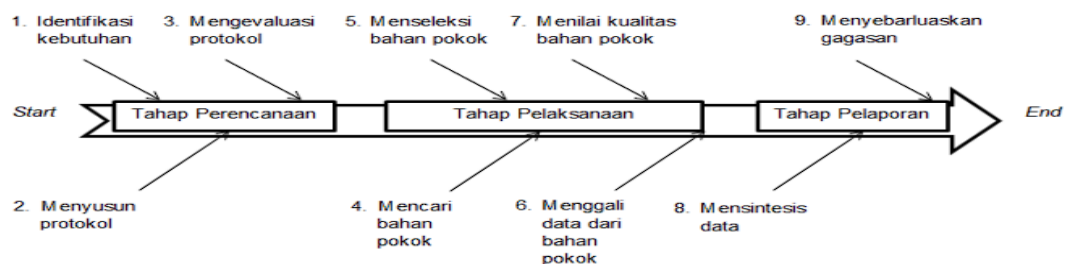 1. Identifikasi
kebutuhan
3. Mengevaluasi
protokol
5. Menseleksi
bahan pokok
7. Menilai kualitas
bahan pokok
9. Menyebarluaskan
gagasan
Start
Tahap Perencanaan
Tahap Pelaksanaan
Tahap Pelaporan
End
2. Menyusun
protokol
4. Mencari
bahan
pokok
6. Menggali
data dari
bahan
pokok
8. Mensintesis
data